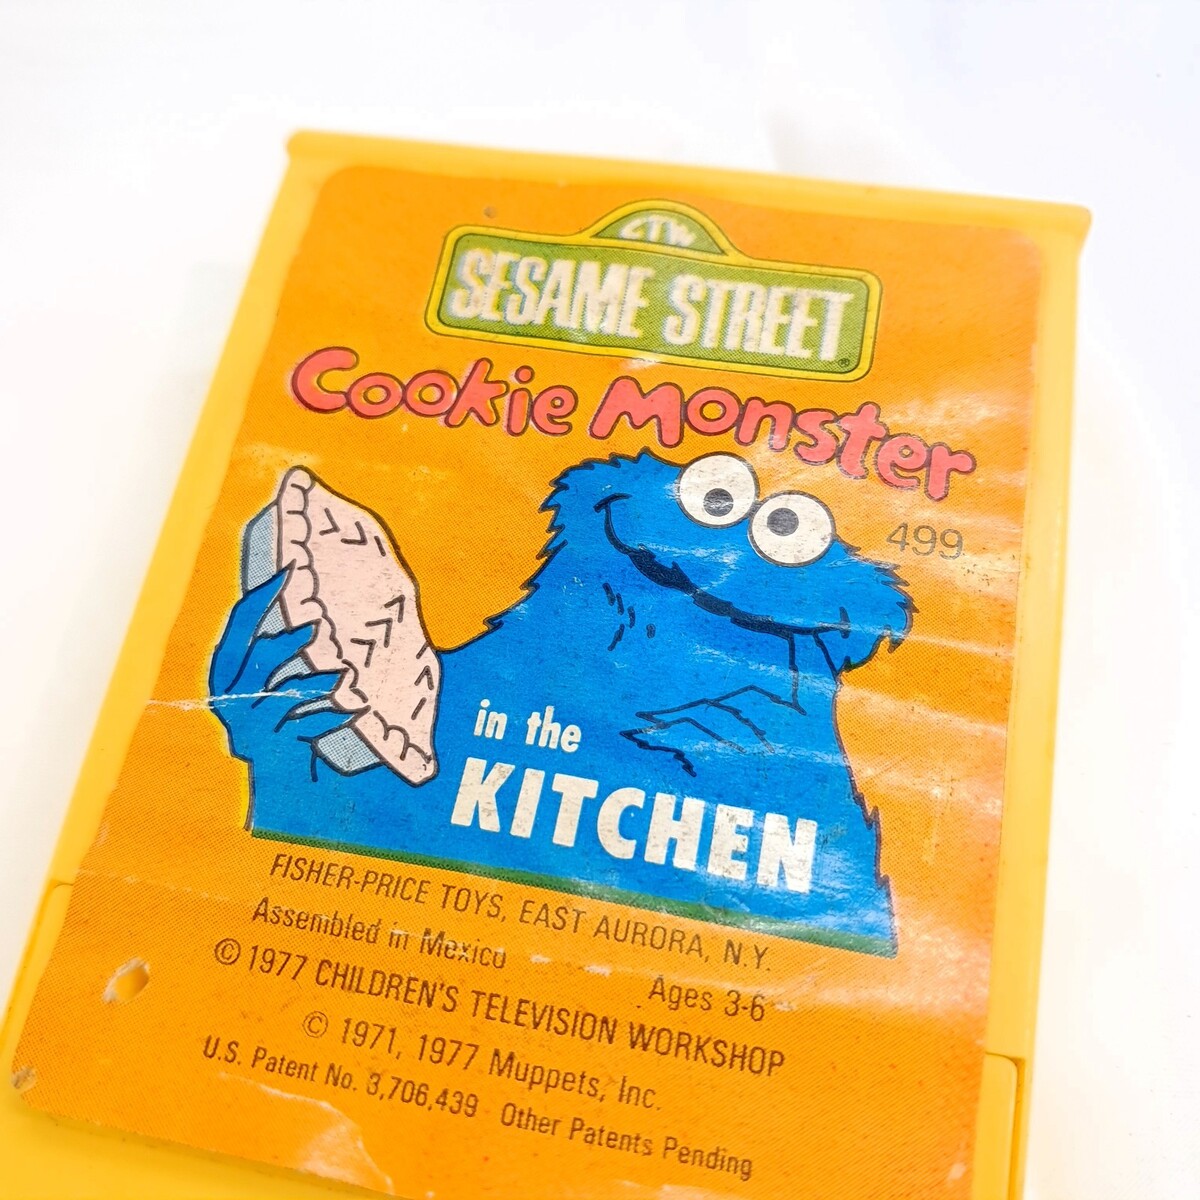 CTW
SESAME STREET®
Cookie Monster
499
in the
KITCHEN
FISHER-PRICE TOYS, EAST AURORA, N.Y.
Assembled in Mexico Ages 3-6
© 1977 CHILDREN'S TELEVISION WORKSHOP
© 1971, 1977 Muppets, Inc.
U.S. Patent No. 3,706,439 Other Patents Pending